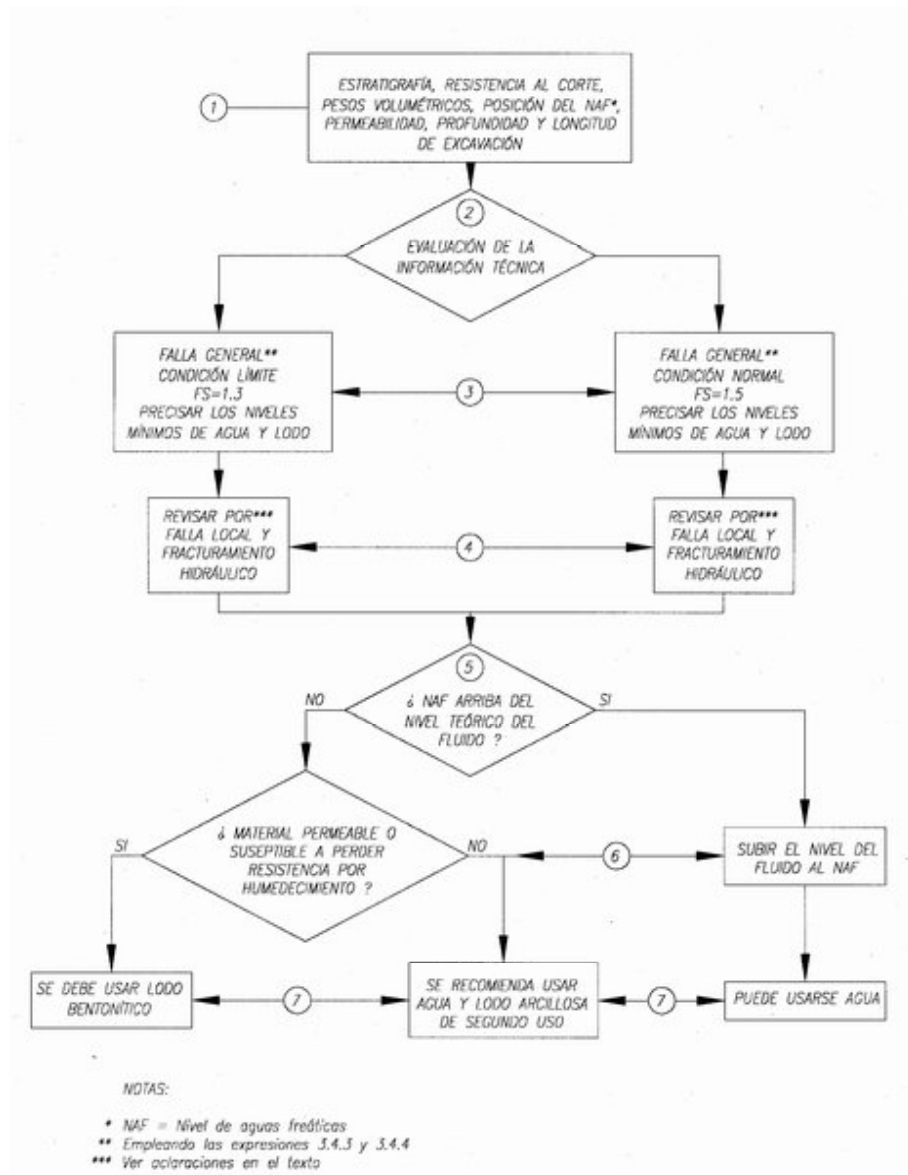 1
ESTRATIGRAFÍA, RESISTENCIA AL CORTE,
PESOS VOLUMÉTRICOS, POSICIÓN DEL NAF*,
PERMEABILIDAD, PROFUNDIDAD Y LONGITUD
DE EXCAVACIÓN
2
EVALUACIÓN DE LA
INFORMACIÓN TÉCNICA
FALLA GENERAL**
CONDICIÓN LÍMITE
FS=1.3
PRECISAR LOS NIVELES
MÍNIMOS DE AGUA Y LODO
3
FALLA GENERAL**
CONDICIÓN NORMAL
FS=1.5
PRECISAR LOS NIVELES
MÍNIMOS DE AGUA Y LODO
REVISAR POR***
FALLA LOCAL Y
FRACTURAMIENTO
HIDRÁULICO
4
REVISAR POR***
FALLA LOCAL Y
FRACTURAMIENTO
HIDRÁULICO
5
NO
¿ NAF ARRIBA DEL
NIVEL TEÓRICO DEL
FLUIDO ?
SI
SI
¿ MATERIAL PERMEABLE O
SUSEPTIBLE A PERDER
RESISTENCIA POR
HUMEDECIMIENTO ?
NO
6
SUBIR EL NIVEL DEL
FLUIDO AL NAF
SE DEBE USAR LODO
BENTONÍTICO
7
SE RECOMIENDA USAR
AGUA Y LODO ARCILLOSA
DE SEGUNDO USO
7
PUEDE USARSE AGUA
NOTAS:
* NAF = Nivel de aguas freáticas
** Empleando las expresiones 3.4.3 y 3.4.4
*** Ver aclaraciones en el texto